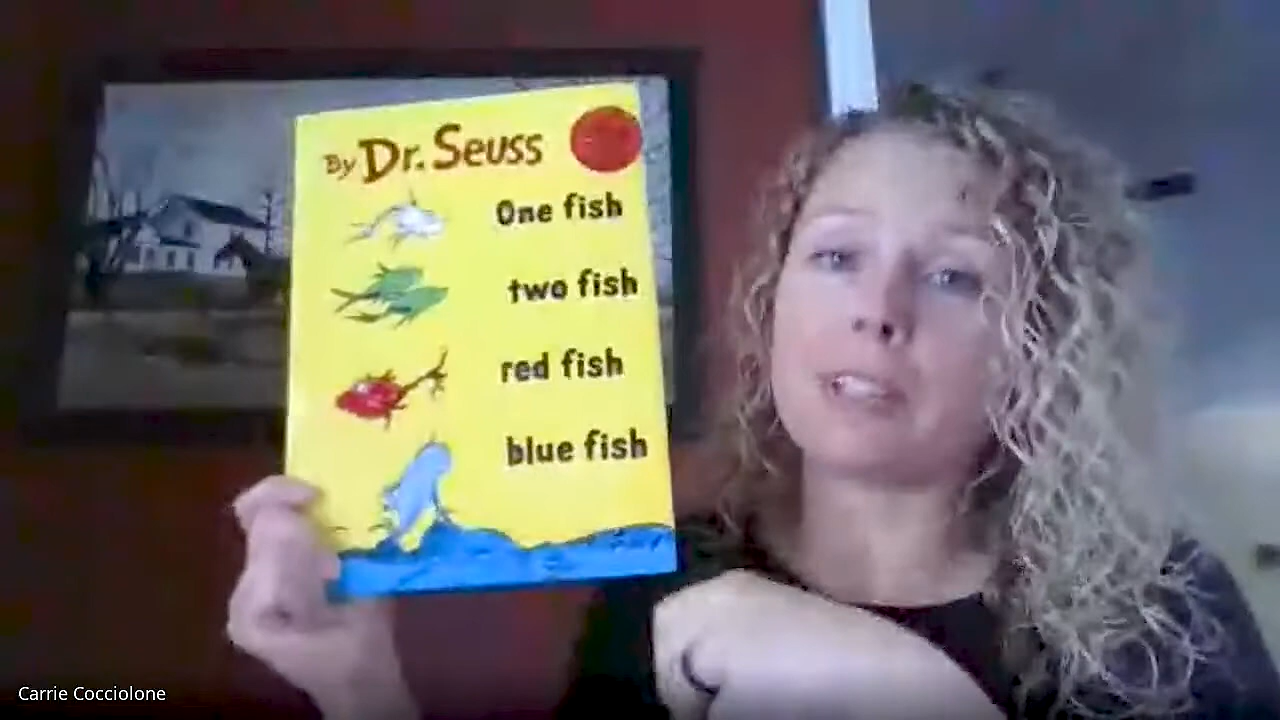 By Dr. Seuss
One fish
two fish
red fish
blue fish
Carrie Cocciolone